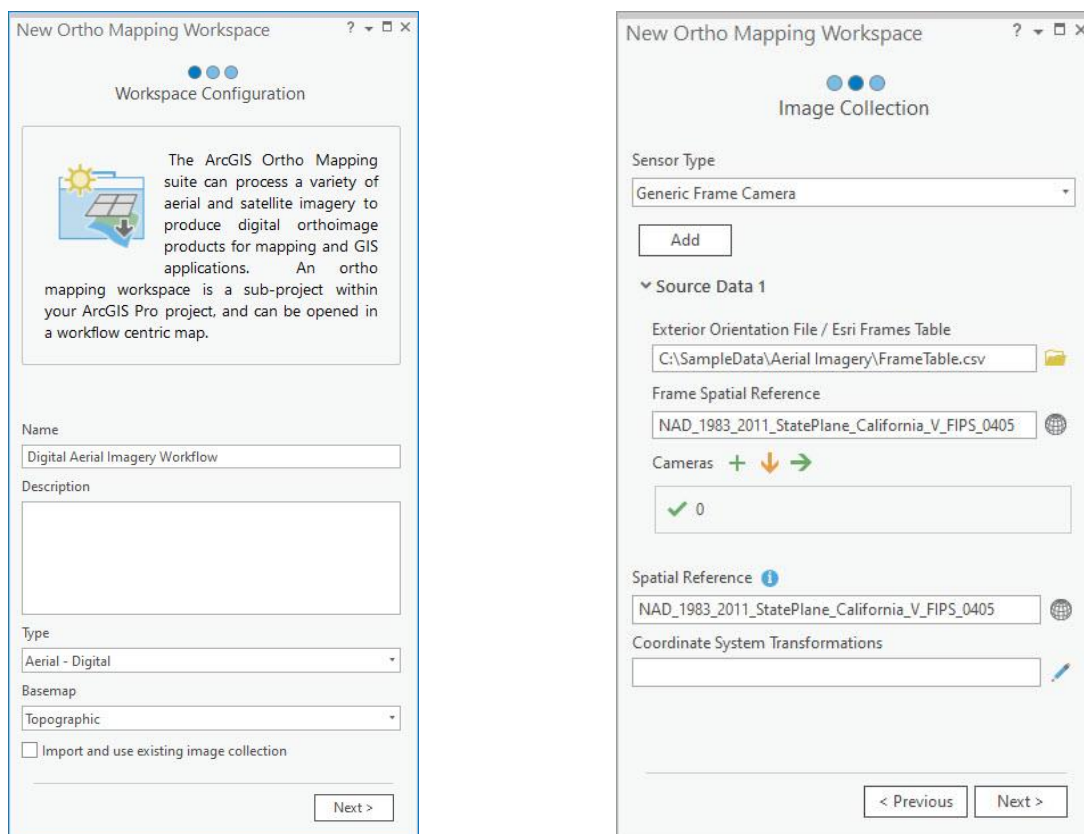 New Ortho Mapping Workspace ?
Workspace Configuration
The ArcGIS Ortho Mapping
suite can process a variety of
aerial and satellite imagery to
produce digital orthoimage
products for mapping and GIS
applications. An ortho
mapping workspace is a sub-project within
your ArcGIS Pro project, and can be opened in
a workflow centric map.
Name
Digital Aerial Imagery Workflow
Description
Type
Aerial - Digital
Basemap
Topographic
Import and use existing image collection
Next >
New Ortho Mapping Workspace ?
Image Collection
Sensor Type
Generic Frame Camera
Add
Source Data 1
Exterior Orientation File / Esri Frames Table
C:\SampleData\Aerial Imagery\FrameTable.csv
Frame Spatial Reference
NAD_1983_2011_StatePlane_California_V_FIPS_0405
Cameras
0
Spatial Reference
NAD_1983_2011_StatePlane_California_V_FIPS_0405
Coordinate System Transformations
< Previous Next >